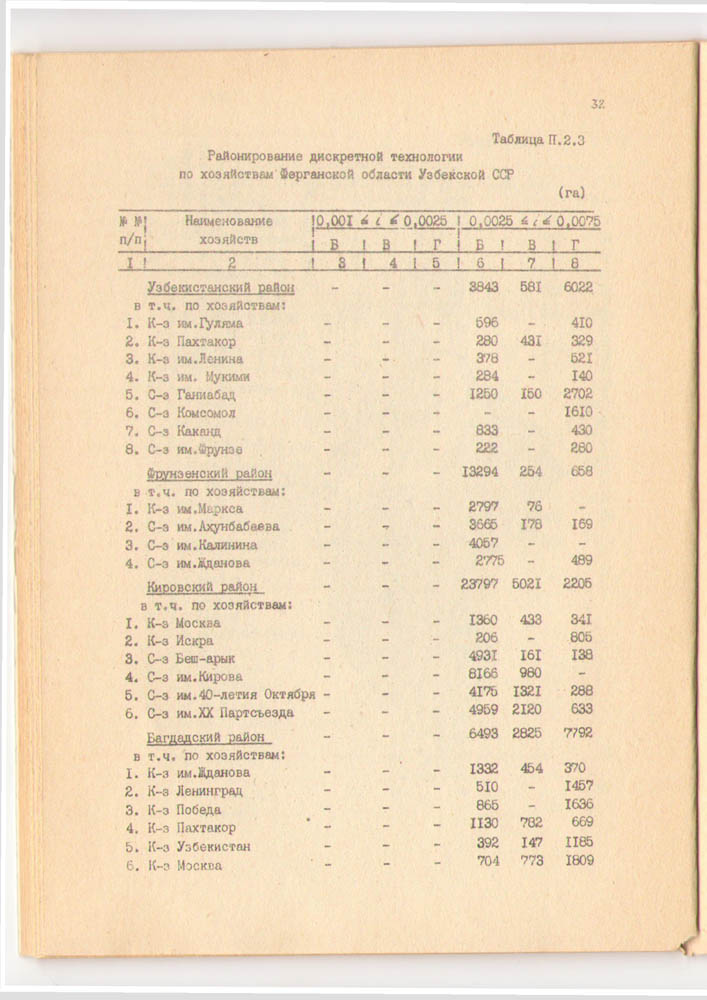 32
Таблица П.2.3
Районирование дискретной технологии
по хозяйствам Ферганской области Узбекской ССР
(га)
№ №! Наименование !0,001 ≤ i ≤ 0,0025 ! 0,0025 ≤ i ≤ 0,0075
п/п! хозяйств ! Б ! В ! Г ! Б ! В ! Г
1 ! 2 ! 3 ! 4 ! 5 ! 6 ! 7 ! 8
Узбекистанский район - - - 3843 581 6022
в т.ч. по хозяйствам:
1. К-з им.Гуляма - - - 596 - 410
2. К-з Пахтакор - - - 280 431 329
3. К-з им.Ленина - - - 378 - 521
4. К-з им. Мукими - - - 284 - 140
5. С-з Ганиабад - - - 1250 150 2702
6. С-з Комсомол - - - - - 1610
7. С-з Каканд - - - 833 - 430
8. С-з им.Фрунзе - - - 222 - 280
Фрунзенский район - - - 13294 254 658
в т.ч. по хозяйствам:
1. К-з им.Маркса - - - 2797 76 -
2. С-з им.Ахунбабаева - - - 3665 178 169
3. С-з им.Калинина - - - 4057 - -
4. С-з им.Жданова - - - 2775 - 489
Кировский район - - - 23797 5021 2205
в т.ч. по хозяйствам:
1. К-з Москва - - - 1360 433 341
2. К-з Искра - - - 206 - 805
3. С-з Беш-арык - - - 4931 161 138
4. С-з им.Кирова - - - 8166 980 -
5. С-з им.40-летия Октября - - - 4175 1321 288
6. С-з им.XX Партсъезда - - - 4959 2120 633
Багдадский район - - - 6493 2825 7792
в т.ч. по хозяйствам:
1. К-з им.Жданова - - - 1332 454 370
2. К-з Ленинград - - - 510 - 1457
3. К-з Победа - - - 865 - 1636
4. К-з Пахтакор - - - 1130 782 669
5. К-з Узбекистан - - - 392 147 1185
6. К-з Москва - - - 704 773 1809